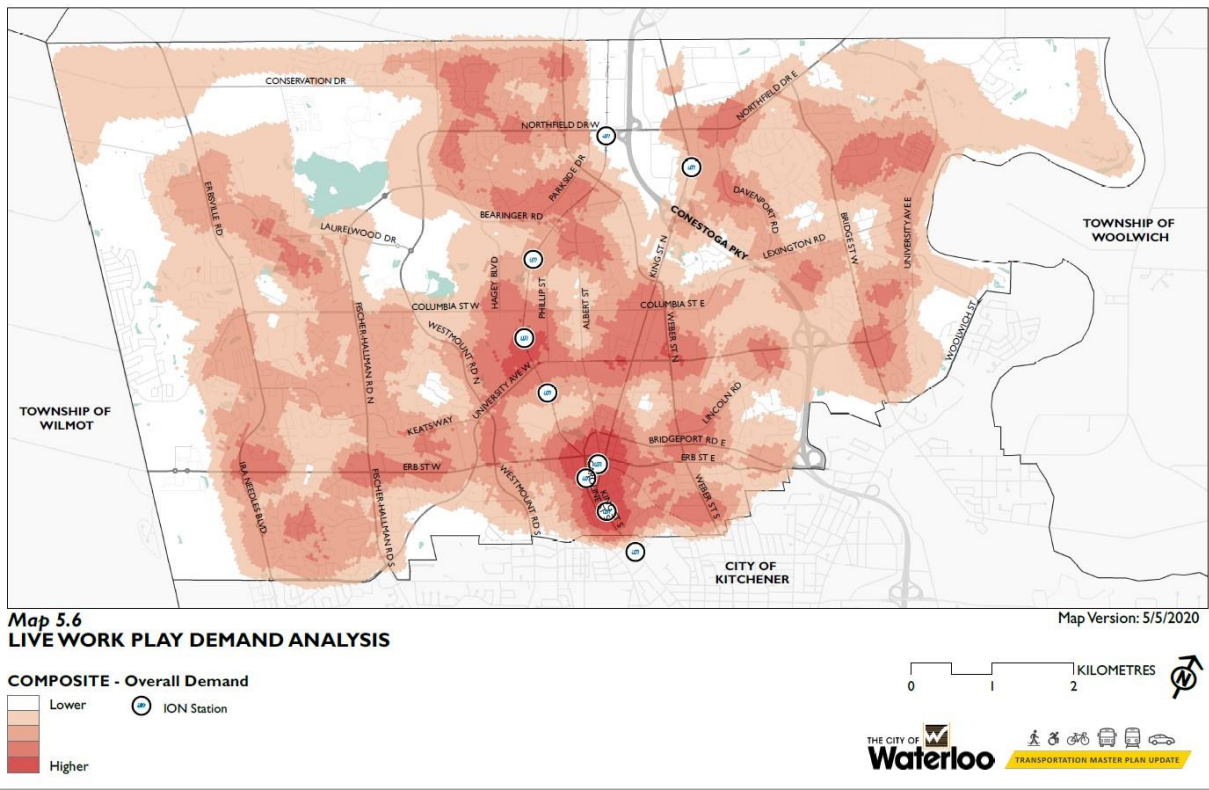 CONSERVATION DR
NORTHFIELD DR W
NORTHFIELD DR E
PARKSIDE DR
ERBSVILLE RD
BEARINGER RD
LAURELWOOD DR
DAVENPORT RD
CONESTOGA PKY
BRIDGE ST W
UNIVERSITY AVE E
TOWNSHIP OF
WOOLWICH
LEXINGTON RD
KING ST N
HAGEY BLVD
PHILLIP ST
ALBERT ST
COLUMBIA ST W
COLUMBIA ST E
FISCHER-HALLMAN RD N
WESTMOUNT RD N
WEBER ST N
WOOLWICH ST
UNIVERSITY AVE W
TOWNSHIP OF
WILMOT
KEATSWAY
LINCOLN RD
BRIDGEPORT RD E
ERB ST W
ERB ST E
IRA NEEDLES BLVD
FISCHER-HALLMAN RD S
WESTMOUNT RD S
KING ST S
WEBER ST S
CITY OF
KITCHENER
Map 5.6
LIVE WORK PLAY DEMAND ANALYSIS
Map Version: 5/5/2020
COMPOSITE - Overall Demand
Lower
ION Station
Higher
KILOMETRES
0 1 2
N
THE CITY OF
Waterloo
TRANSPORTATION MASTER PLAN UPDATE